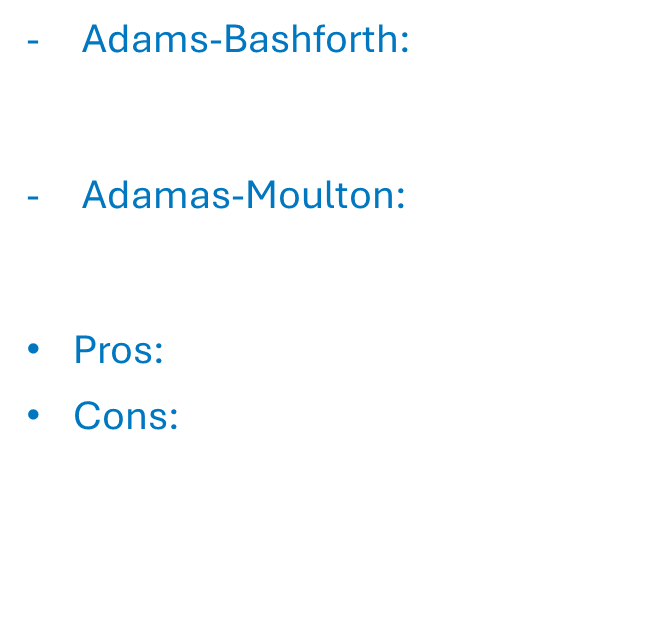 - Adams-Bashforth:
- Adamas-Moulton:
• Pros:
• Cons: